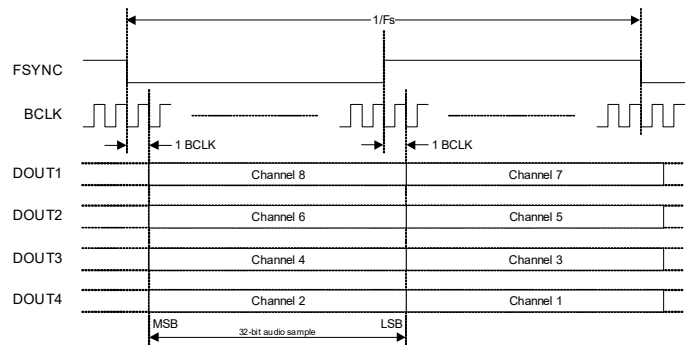 1/Fs
FSYNC
BCLK
1 BCLK 1 BCLK
DOUT1 Channel 8 Channel 7
DOUT2 Channel 6 Channel 5
DOUT3 Channel 4 Channel 3
DOUT4 Channel 2 Channel 1
MSB LSB
32-bit audio sample